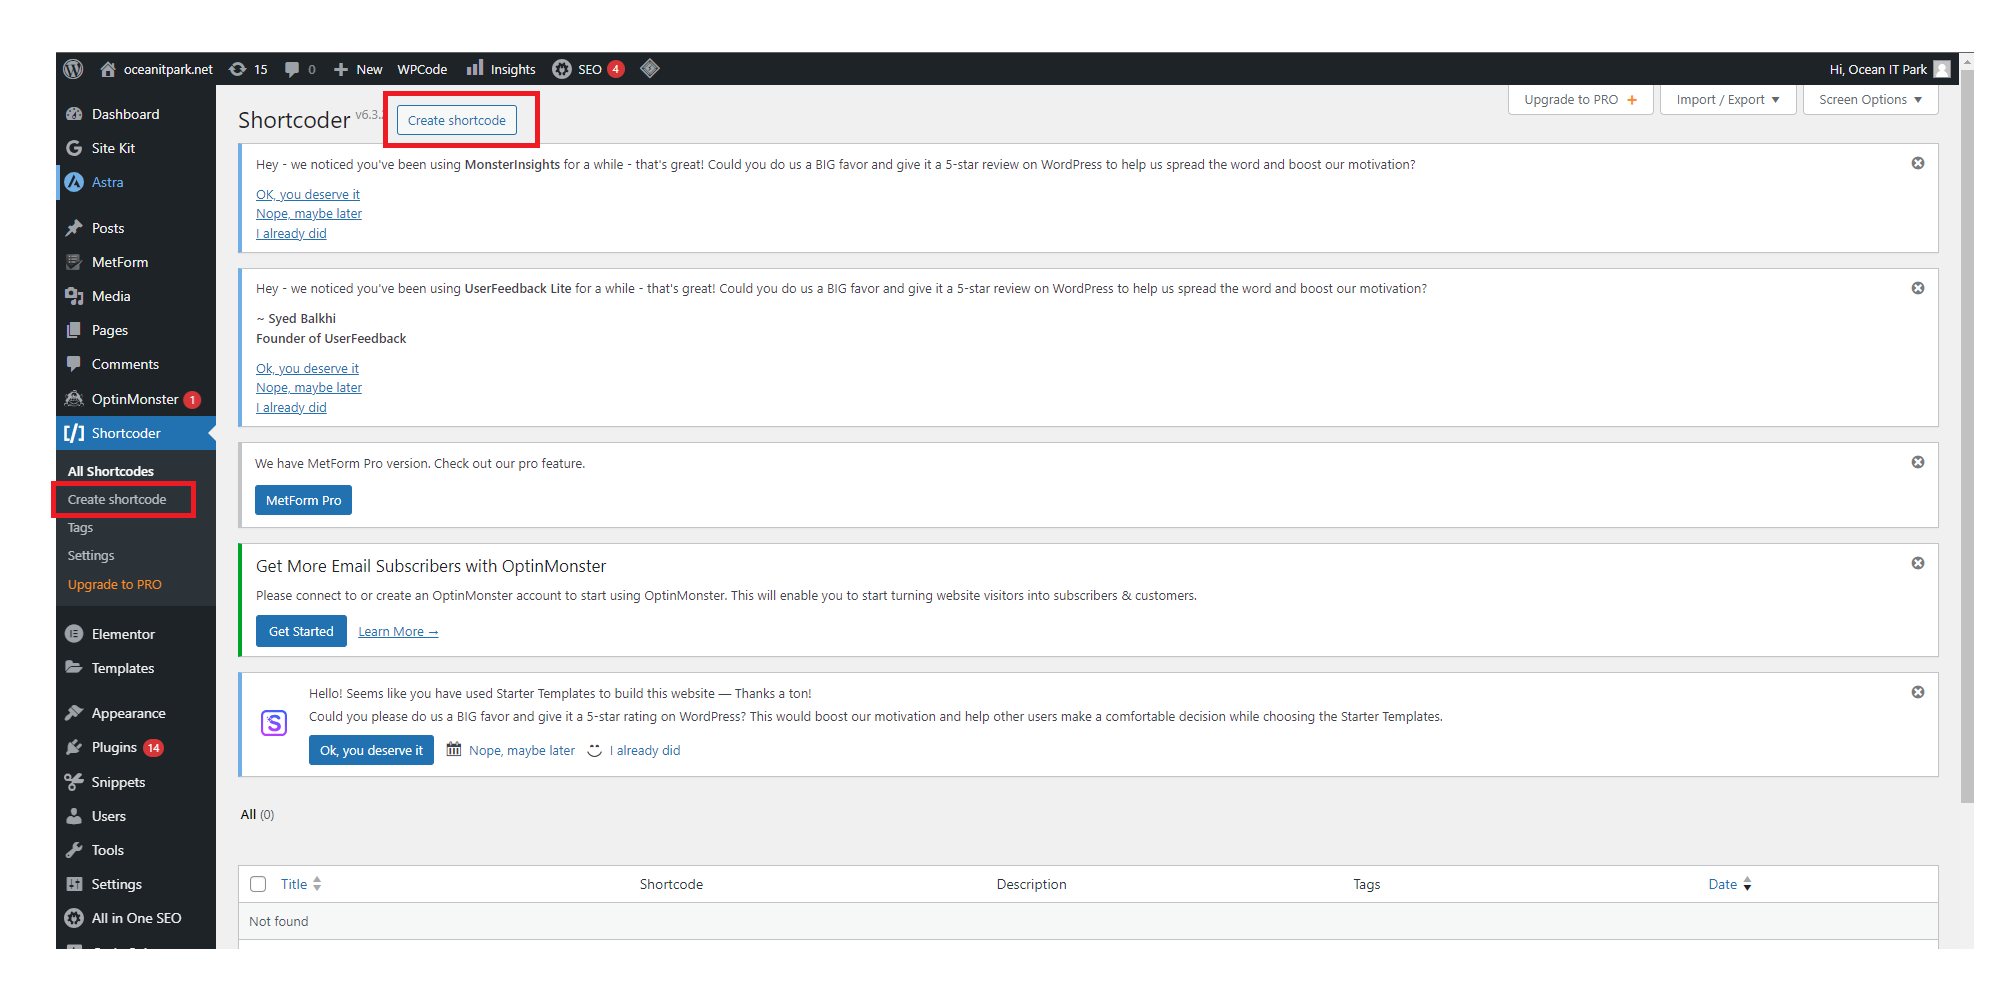 oceanitpark.net 15 0 New WPCode Insights SEO 4 Hi, Ocean IT Park
Dashboard
Site Kit
Astra
Posts
MetForm
Media
Pages
Comments
OptinMonster 1
Shortcoder
All Shortcodes
Create shortcode
Tags
Settings
Upgrade to PRO
Elementor
Templates
Appearance
Plugins 14
Snippets
Users
Tools
Settings
All in One SEO
Upgrade to PRO + Import / Export Screen Options
Shortcoder v6.3. Create shortcode
Hey - we noticed you've been using MonsterInsights for a while - that's great! Could you do us a BIG favor and give it a 5-star review on WordPress to help us spread the word and boost our motivation?
OK, you deserve it
Nope, maybe later
I already did
Hey - we noticed you've been using UserFeedback Lite for a while - that's great! Could you do us a BIG favor and give it a 5-star review on WordPress to help us spread the word and boost our motivation?
~ Syed Balkhi
Founder of UserFeedback
Ok, you deserve it
Nope, maybe later
I already did
We have MetForm Pro version. Check out our pro feature.
MetForm Pro
Get More Email Subscribers with OptinMonster
Please connect to or create an OptinMonster account to start using OptinMonster. This will enable you to start turning website visitors into subscribers & customers.
Get Started Learn More →
Hello! Seems like you have used Starter Templates to build this website — Thanks a ton!
Could you please do us a BIG favor and give it a 5-star rating on WordPress? This would boost our motivation and help other users make a comfortable decision while choosing the Starter Templates.
Ok, you deserve it Nope, maybe later I already did
All (0)
Title Shortcode Description Tags Date
Not found